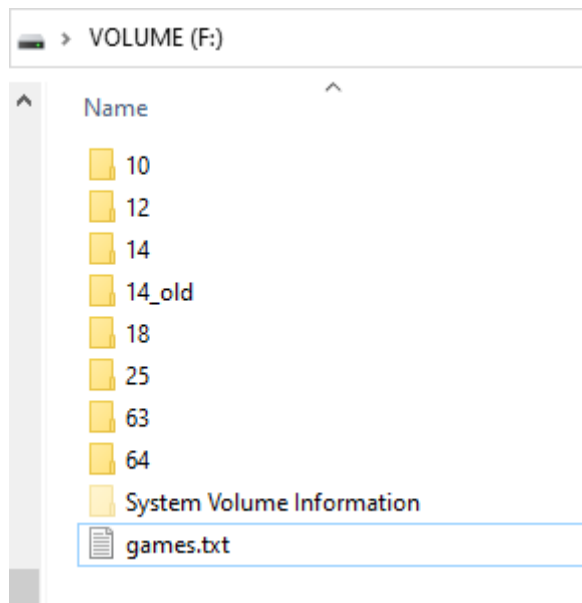 VOLUME (F:)
Name
10
12
14
14_old
18
25
63
64
System Volume Information
games.txt